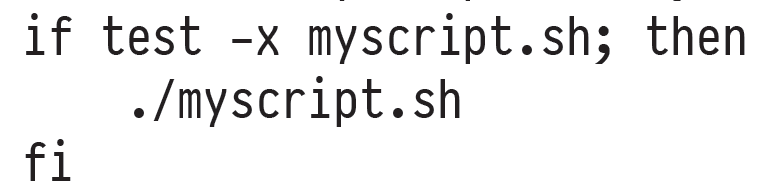 if test -x myscript.sh; then
    ./myscript.sh
fi